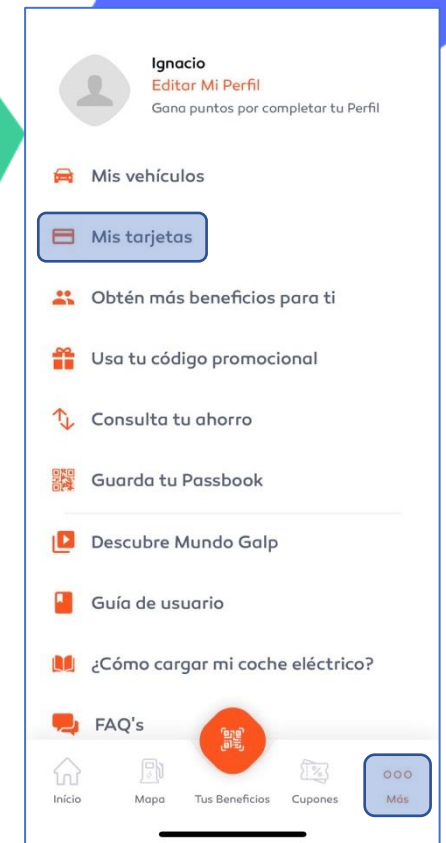 Ignacio
Editar Mi Perfil
Gana puntos por completar tu Perfil
Mis vehículos
Mis tarjetas
Obtén más beneficios para ti
Usa tu código promocional
Consulta tu ahorro
Guarda tu Passbook
Descubre Mundo Galp
Guía de usuario
¿Cómo cargar mi coche eléctrico?
FAQ's
Início Mapa Tus Beneficios Cupones Más